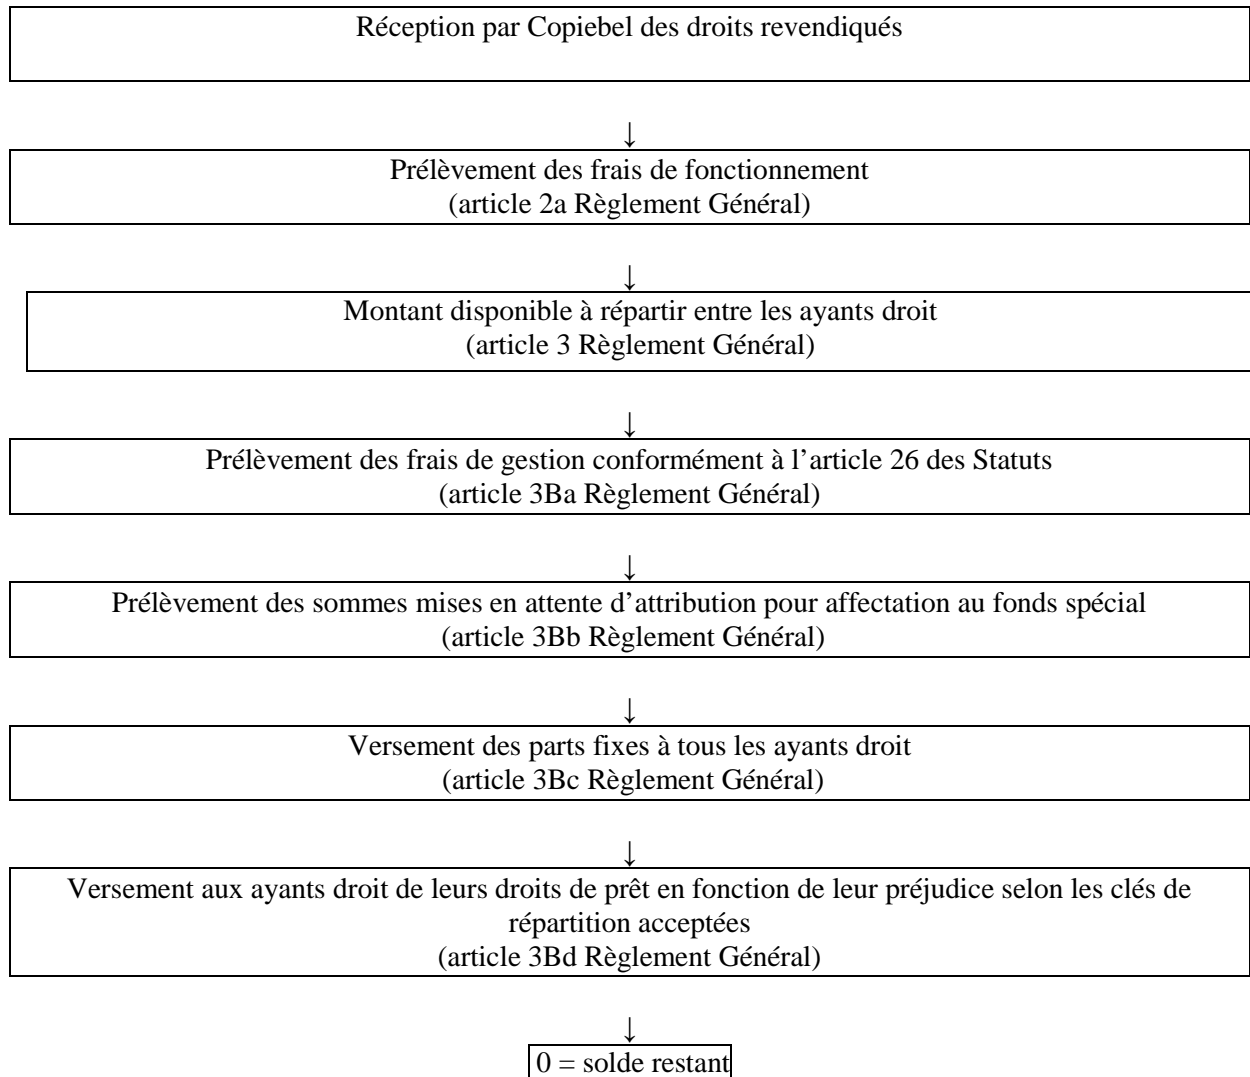 Réception par Copiebel des droits revendiqués
↓
Prélèvement des frais de fonctionnement
(article 2a Règlement Général)
↓
Montant disponible à répartir entre les ayants droit
(article 3 Règlement Général)
↓
Prélèvement des frais de gestion conformément à l’article 26 des Statuts
(article 3Ba Règlement Général)
↓
Prélèvement des sommes mises en attente d’attribution pour affectation au fonds spécial
(article 3Bb Règlement Général)
↓
Versement des parts fixes à tous les ayants droit
(article 3Bc Règlement Général)
↓
Versement aux ayants droit de leurs droits de prêt en fonction de leur préjudice selon les clés de
répartition acceptées
(article 3Bd Règlement Général)
↓
0 = solde restant